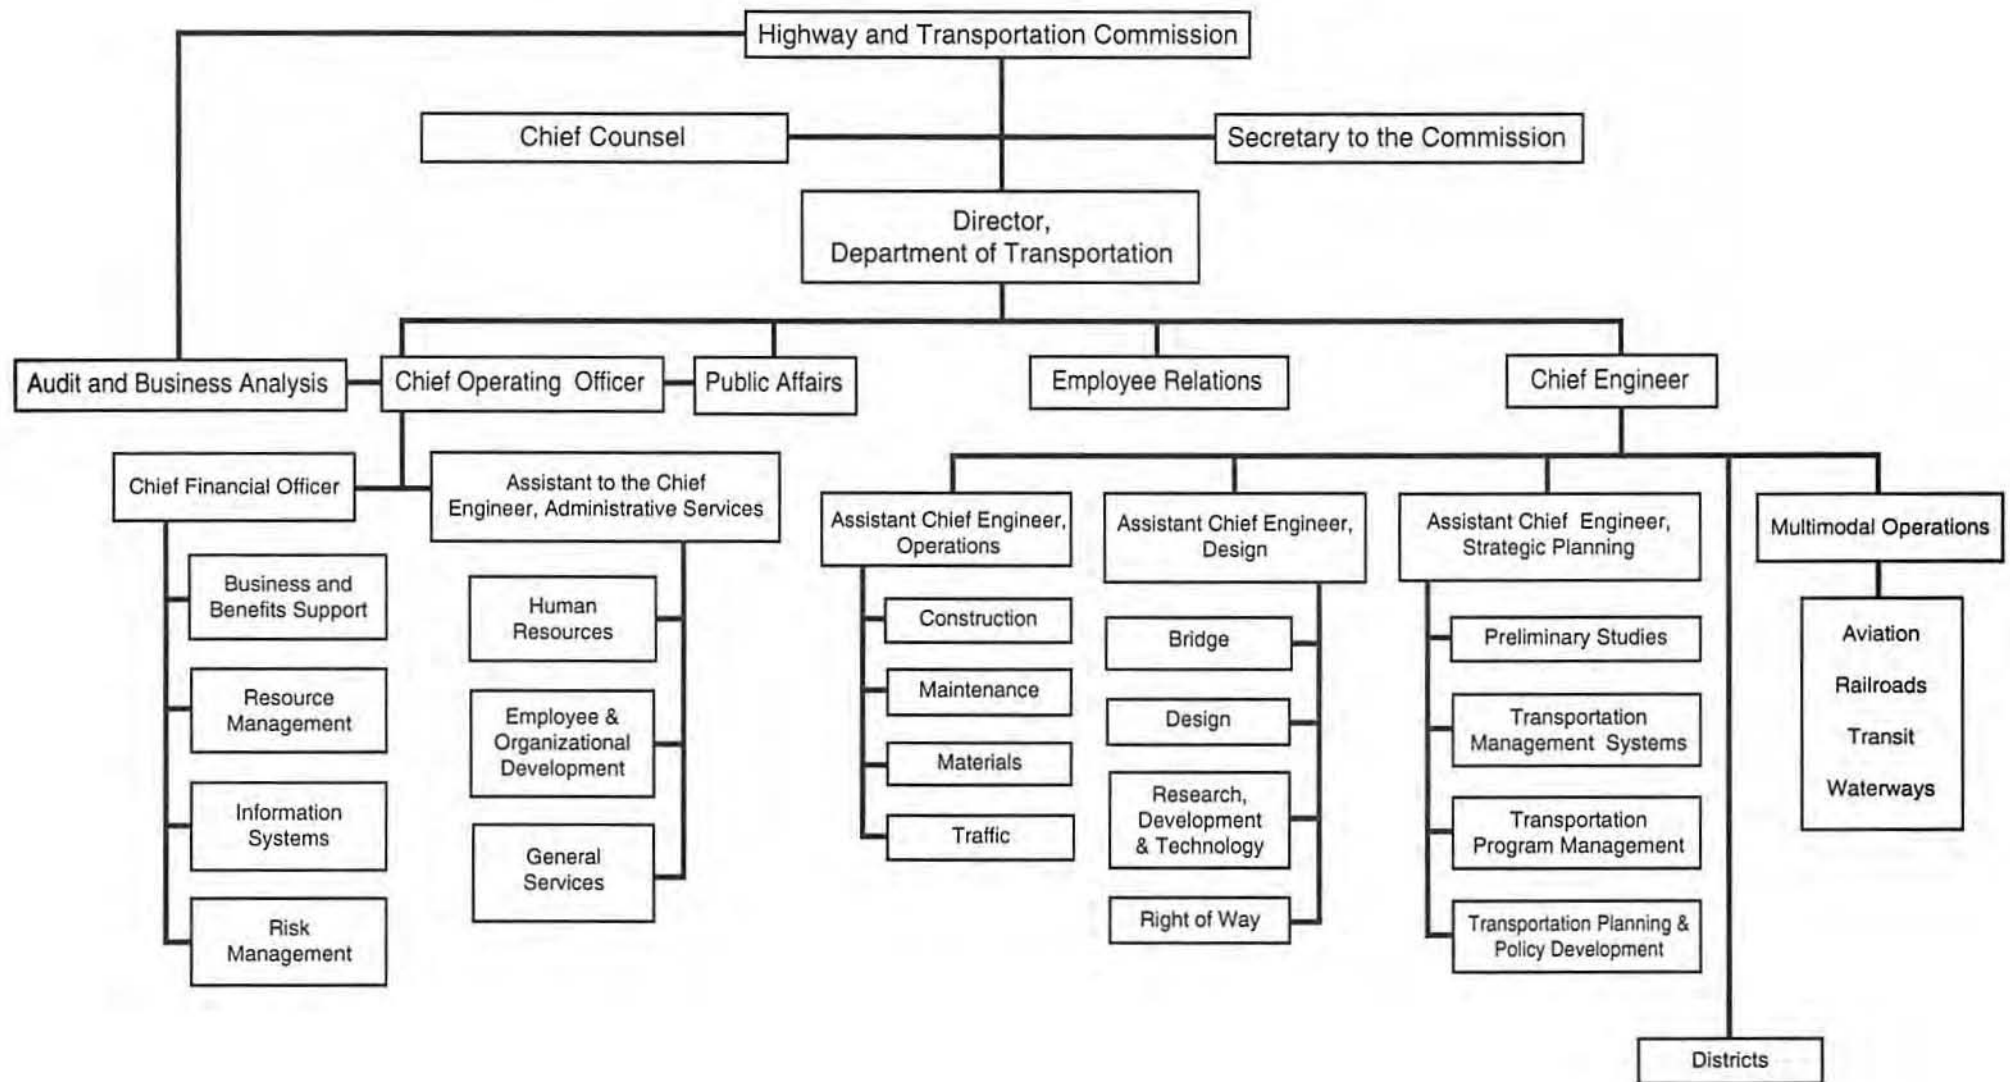 Highway and Transportation Commission
Chief Counsel
Secretary to the Commission
Director,
Department of Transportation
Audit and Business Analysis
Chief Operating Officer
Public Affairs
Employee Relations
Chief Engineer
Chief Financial Officer
Assistant to the Chief
Engineer, Administrative Services
Business and
Benefits Support
Resource
Management
Information
Systems
Risk
Management
Human
Resources
Employee &
Organizational
Development
General
Services
Assistant Chief Engineer,
Operations
Construction
Maintenance
Materials
Traffic
Assistant Chief Engineer,
Design
Bridge
Design
Research,
Development
& Technology
Right of Way
Assistant Chief Engineer,
Strategic Planning
Preliminary Studies
Transportation
Management Systems
Transportation
Program Management
Transportation Planning &
Policy Development
Districts
Multimodal Operations
Aviation
Railroads
Transit
Waterways